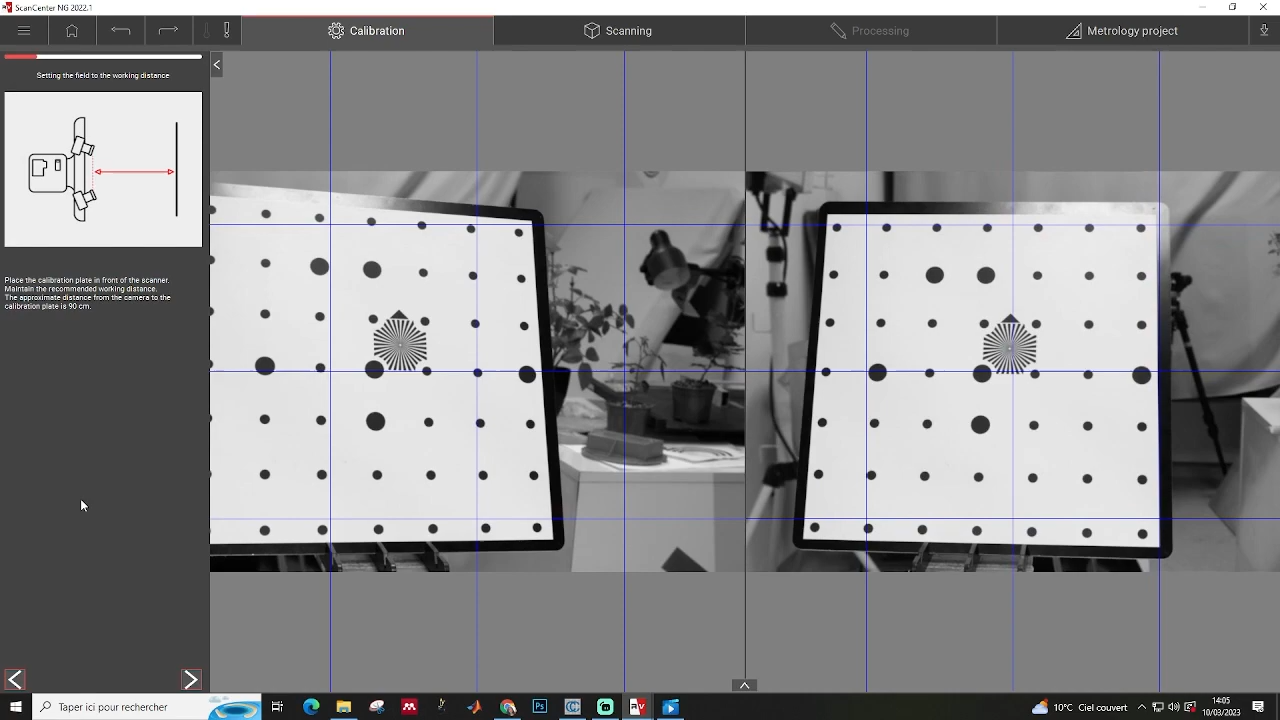 ScanCenter NG 2022.1
Calibration
Scanning
Processing
Metrology project
Setting the field to the working distance
Place the calibration plate in front of the scanner.
Maintain the recommended working distance.
The approximate distance from the camera to the
calibration plate is 90 cm.
Taper ici pour rechercher
10°C Ciel couvert
14:05
10/03/2023